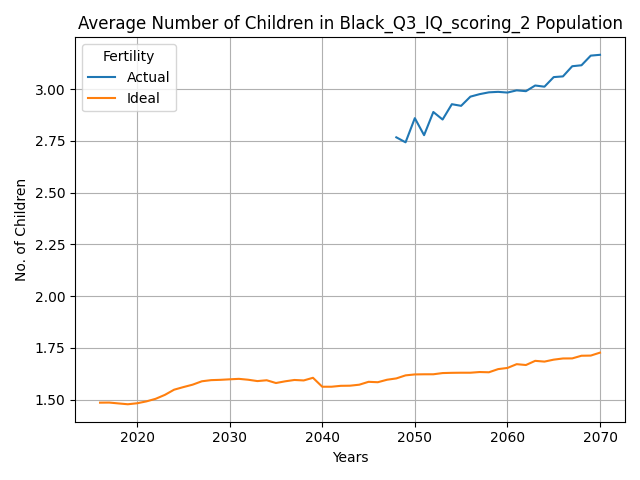 Average Number of Children in Black_Q3_IQ_scoring_2 Population
Fertility
Actual
Ideal
3.00
2.75
2.50
2.25
2.00
1.75
1.50
No. of Children
2020 2030 2040 2050 2060 2070
Years